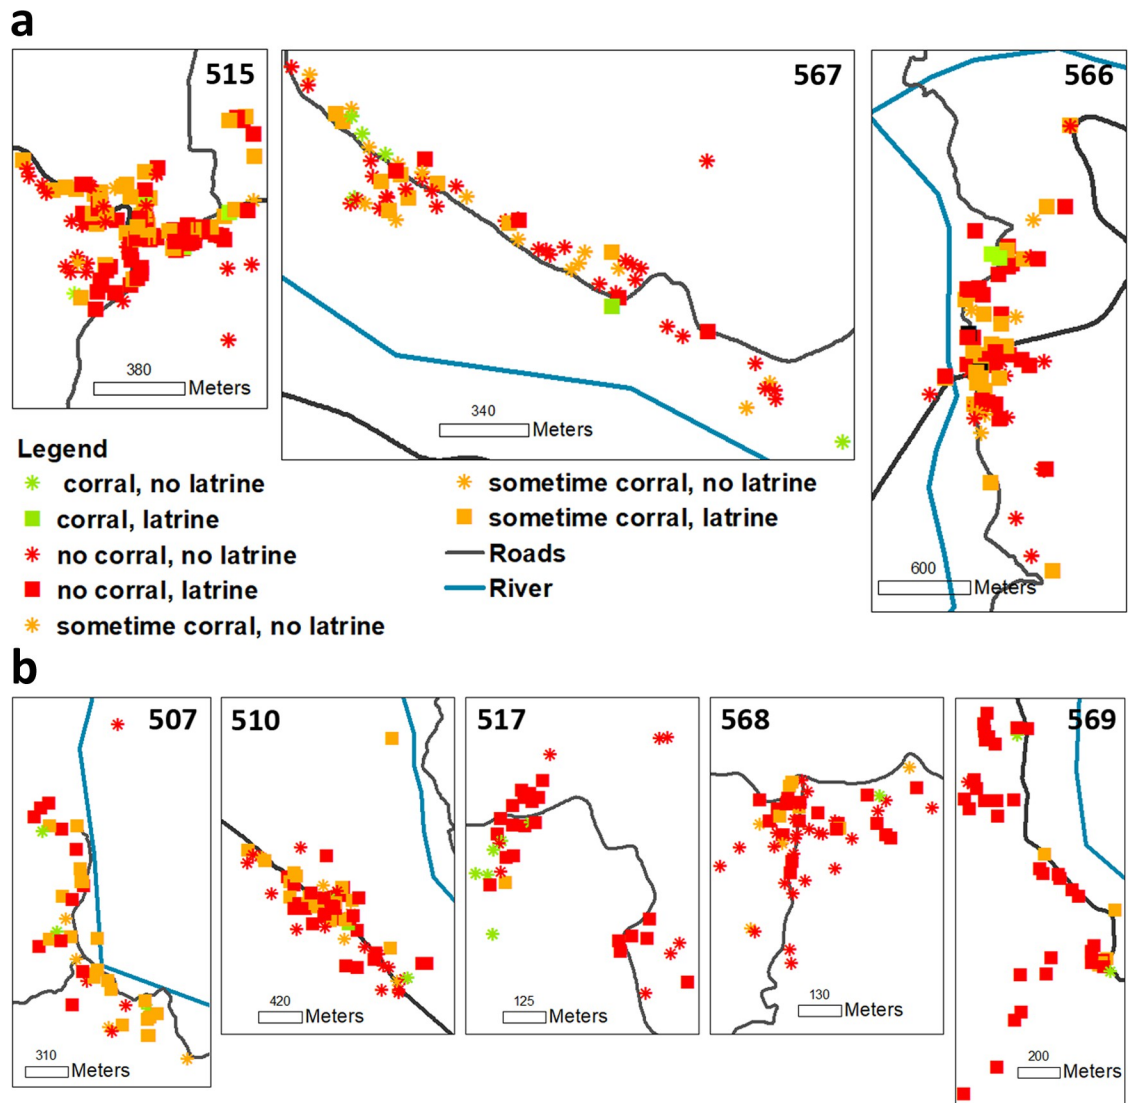 a
515
567
566
380
Meters
340
Meters
600
Meters
Legend
corral, no latrine
corral, latrine
no corral, no latrine
no corral, latrine
sometime corral, no latrine
sometime corral, no latrine
sometime corral, latrine
Roads
River
b
507
510
517
568
569
310
Meters
420
Meters
125
Meters
130
Meters
200
Meters